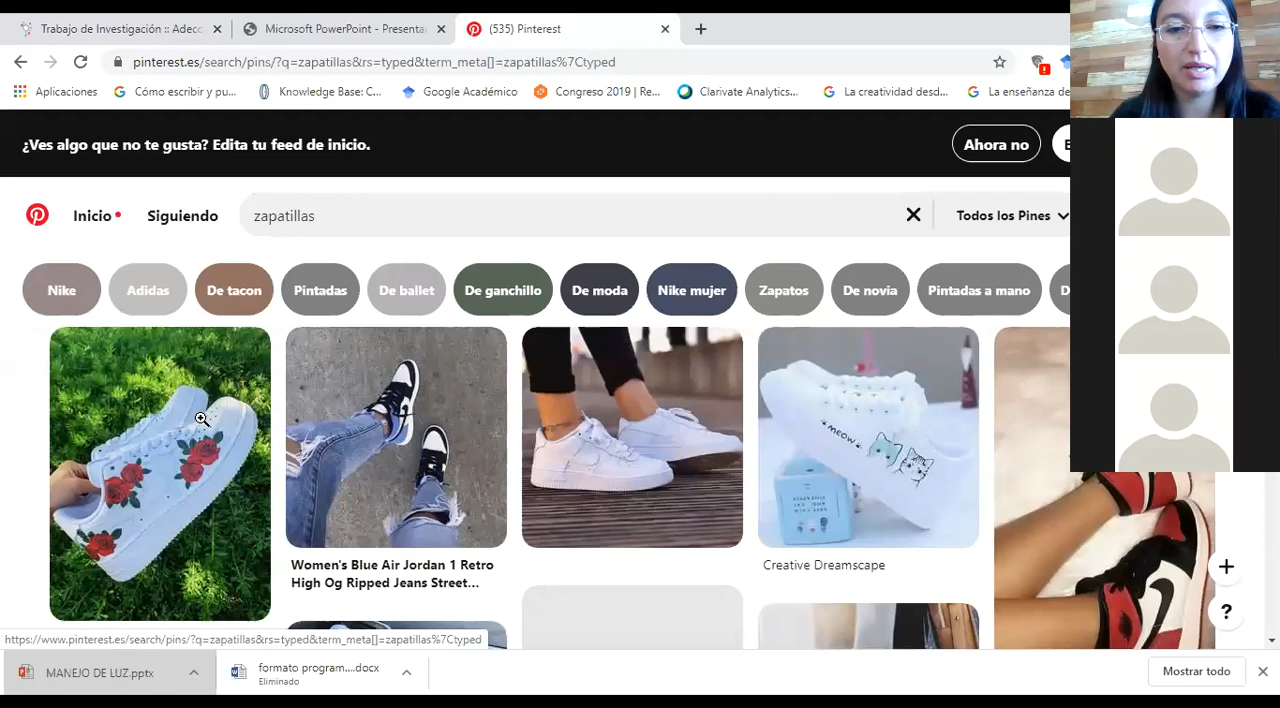 Trabajo de Investigación :: Adecc
Microsoft PowerPoint - Presenta
(535) Pinterest
pinterest.es/search/pins/?q=zapatillas&rs=typed&term_meta[]=zapatillas%7Ctyped
Aplicaciones
Cómo escribir y pu...
Knowledge Base: C...
Google Académico
Congreso 2019 | Re...
Clarivate Analytics...
La creatividad desd...
La enseñanza de
¿Ves algo que no te gusta? Edita tu feed de inicio.
Ahora no
Inicio
Siguiendo
zapatillas
Todos los Pines
Nike
Adidas
De tacon
Pintadas
De ballet
De ganchillo
De moda
Nike mujer
Zapatos
De novia
Pintadas a mano
D
meow
Women's Blue Air Jordan 1 Retro
High Og Ripped Jeans Street...
Creative Dreamscape
https://www.pinterest.es/search/pins/?q=zapatillas&rs=typed&term_meta[]=zapatillas%7Ctyped
MANEJO DE LUZ.pptx
formato program....docx
Eliminado
Mostrar todo